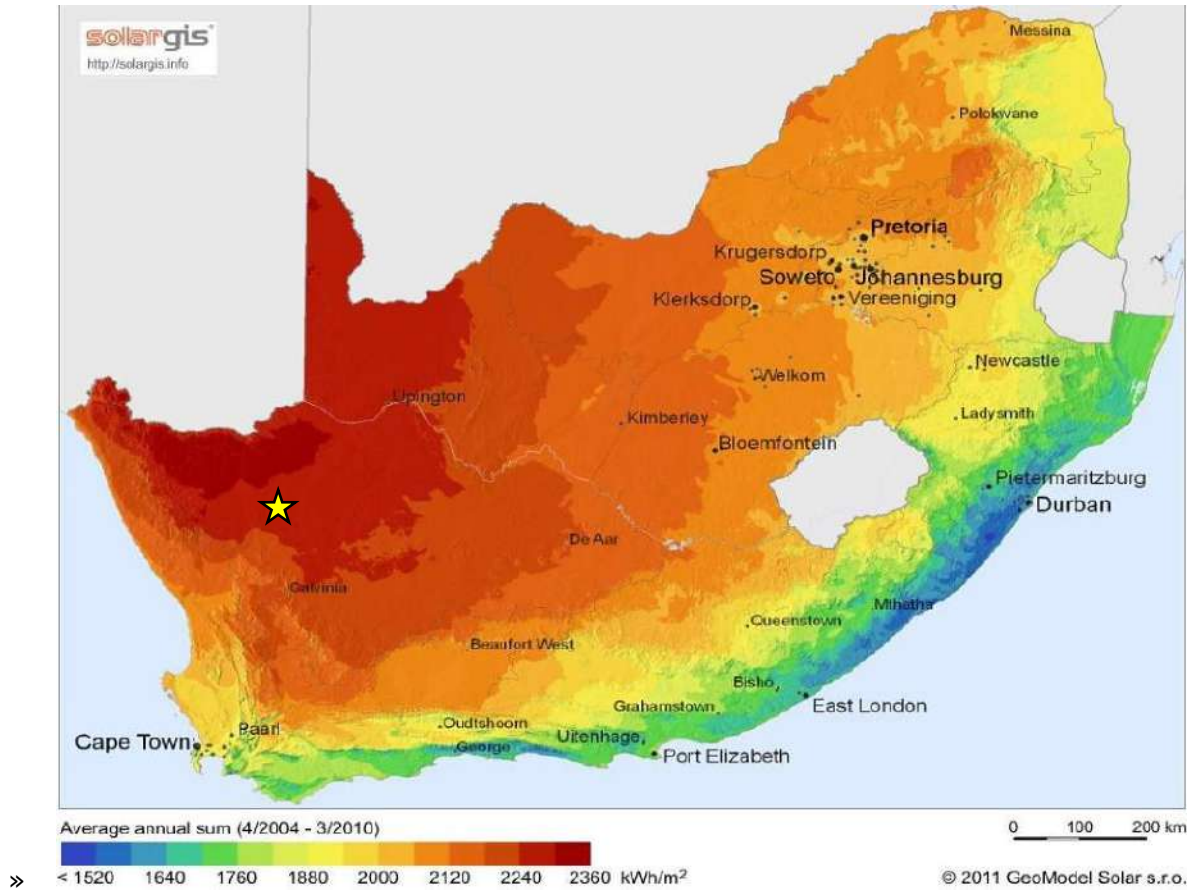 solargis
http://solargis.info
Messina
Polokwane
Pretoria
Krugersdorp
Soweto
Johannesburg
Klerksdorp
Vereeniging
Welkom
Newcastle
Upington
Kimberley
Ladysmith
Bloemfontein
Pietermaritzburg
Durban
De Aar
Calvinia
Mthatha
Queenstown
Beaufort West
Bisho
East London
Grahamstown
Oudtshoorn
Paarl
Uitenhage
Cape Town
George
Port Elizabeth
Average annual sum (4/2004 - 3/2010)
0 100 200 km
» < 1520 1640 1760 1880 2000 2120 2240 2360 kWh/m²
© 2011 GeoModel Solar s.r.o.